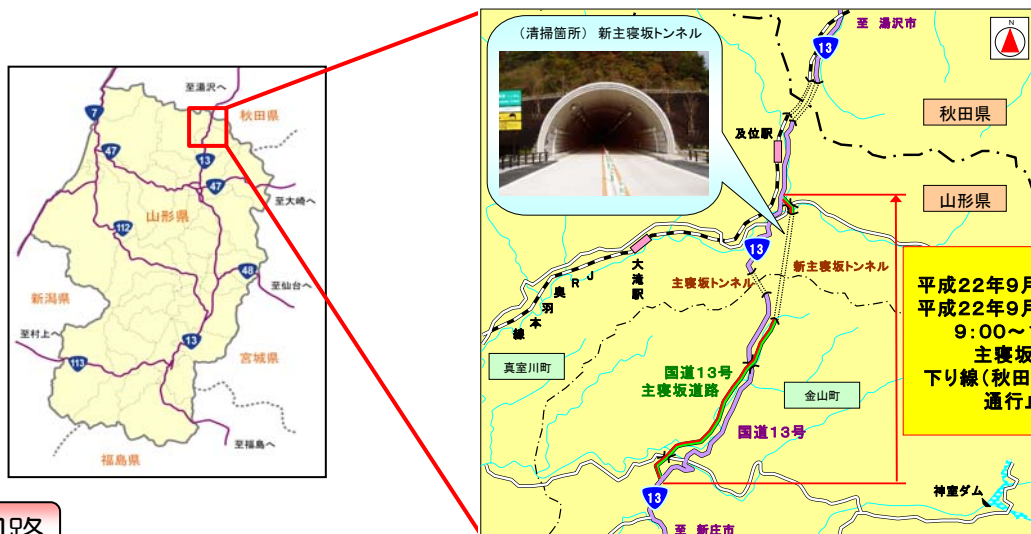 至湯沢へ
秋田県
7
47
13
47
至大崎へ
山形県
112
48
至仙台へ
新潟県
至村上へ
13
宮城県
113
至福島へ
福島県
(清掃箇所) 新主寝坂トンネル
至 湯沢市
13
秋田県
及位駅
山形県
13
大滝駅
主寝坂トンネル
新主寝坂トンネル
JR奥羽本線
平成22年9月
平成22年9月
9:00~
主寝坂
下り線(秋田
通行
真室川町
国道13号
主寝坂道路
金山町
国道13号
神室ダム
13
至 新庄市
路